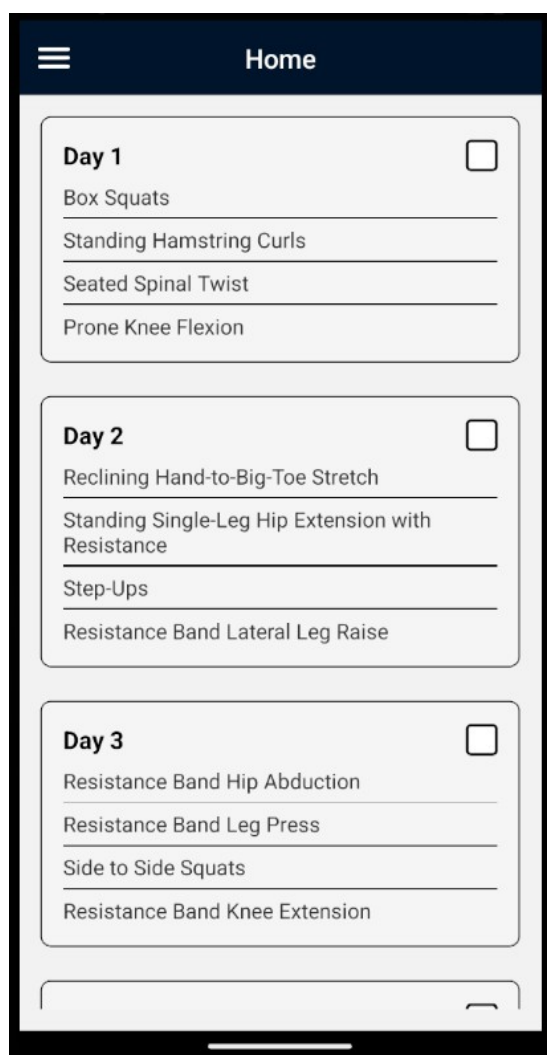 Home
Day 1
Box Squats
Standing Hamstring Curls
Seated Spinal Twist
Prone Knee Flexion
Day 2
Reclining Hand-to-Big-Toe Stretch
Standing Single-Leg Hip Extension with
Resistance
Step-Ups
Resistance Band Lateral Leg Raise
Day 3
Resistance Band Hip Abduction
Resistance Band Leg Press
Side to Side Squats
Resistance Band Knee Extension